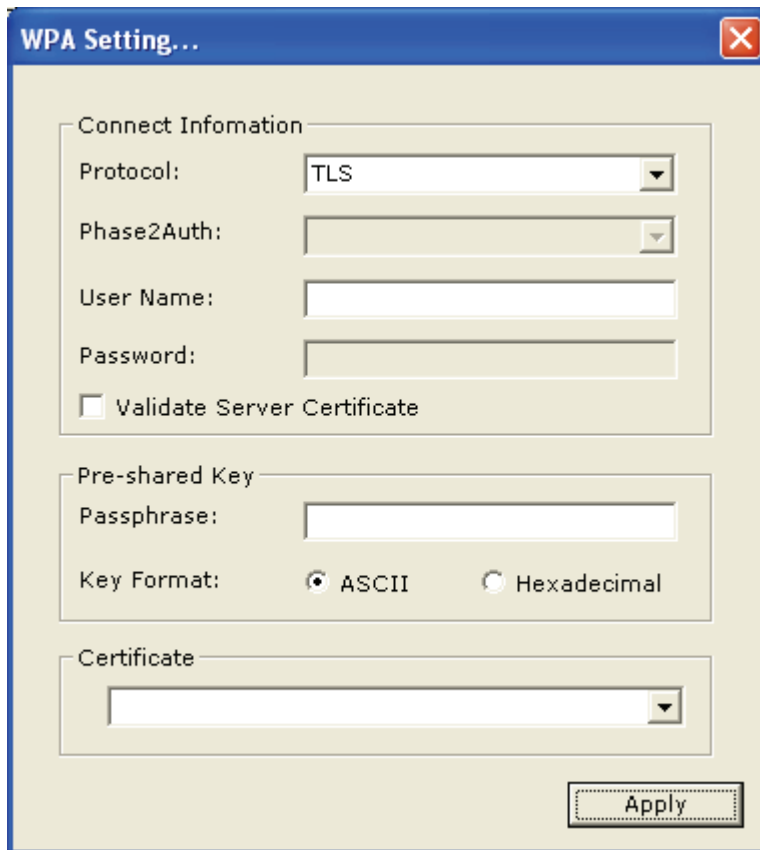 WPA Setting...
Connect Infomation
Protocol: TLS
Phase2Auth:
User Name:
Password:
Validate Server Certificate
Pre-shared Key
Passphrase:
Key Format: ASCII Hexadecimal
Certificate
Apply